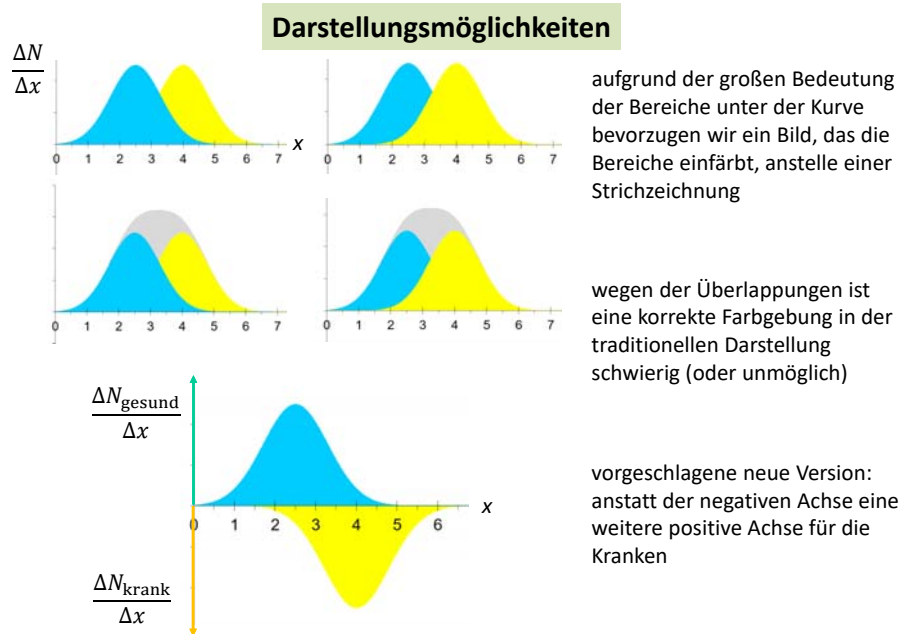 Darstellungsmöglichkeiten
ΔN
Δx
x
0 1 2 3 4 5 6 7
0 1 2 3 4 5 6 7
aufgrund der großen Bedeutung
der Bereiche unter der Kurve
bevorzugen wir ein Bild, das die
Bereiche einfärbt, anstelle einer
Strichzeichnung
0 1 2 3 4 5 6 7
0 1 2 3 4 5 6 7
wegen der Überlappungen ist
eine korrekte Farbgebung in der
traditionellen Darstellung
schwierig (oder unmöglich)
ΔN gesund
Δx
x
0 1 2 3 4 5 6
ΔN krank
Δx
vorgeschlagene neue Version:
anstatt der negativen Achse eine
weitere positive Achse für die
Kranken